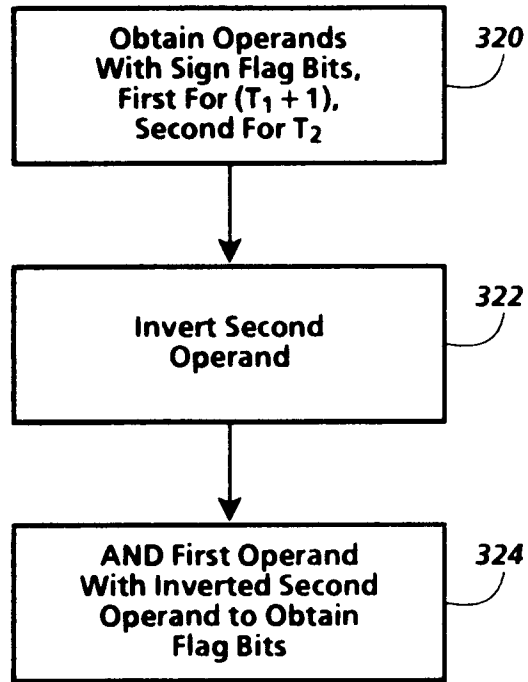 Obtain Operands
With Sign Flag Bits,
First For (T₁ + 1),
Second For T₂
320
Invert Second
Operand
322
AND First Operand
With Inverted Second
Operand to Obtain
Flag Bits
324